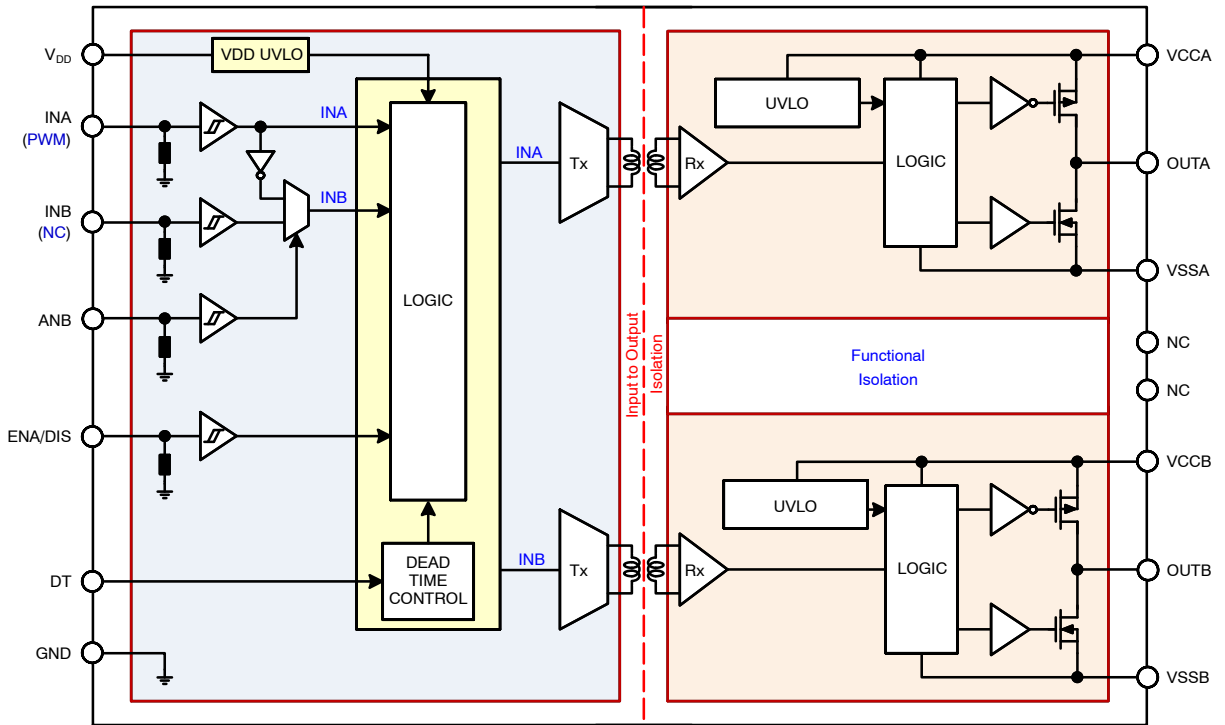 V_DD
VDD UVLO
INA
(PWM)
INA
INB
(NC)
INB
ANB
LOGIC
ENA/DIS
DT
DEAD
TIME
CONTROL
GND
INA
Tx
INB
Tx
Input to Output
Isolation
Rx
UVLO
LOGIC
VCCA
OUTA
VSSA
Functional
Isolation
NC
NC
Rx
UVLO
LOGIC
VCCB
OUTB
VSSB